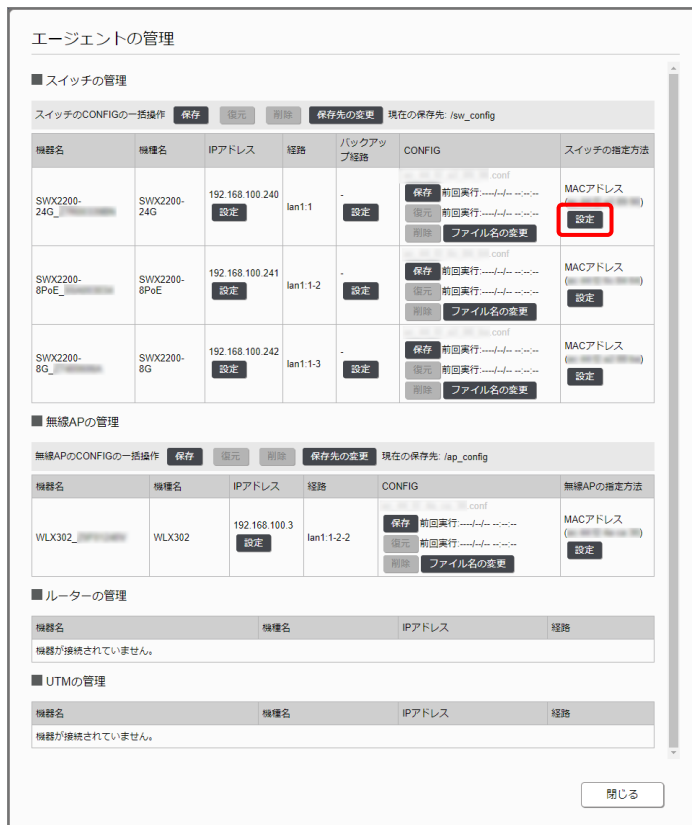 エージェントの管理
■ スイッチの管理
スイッチのCONFIGの一括操作 保存 復元 削除 保存先の変更 現在の保存先: /sw_config
機器名 機種名 IPアドレス 経路 バックアップ経路 CONFIG スイッチの指定方法
.conf
SWX2200-24G_ SWX2200-24G 192.168.100.240 設定 lan1:1 - 設定 保存 前回実行:----/--/-- --:--:-- MACアドレス
復元 前回実行:----/--/-- --:--:-- 設定
削除 ファイル名の変更
.conf
SWX2200-8PoE_ SWX2200-8PoE 192.168.100.241 設定 lan1:1-2 - 設定 保存 前回実行:----/--/-- --:--:-- MACアドレス
復元 前回実行:----/--/-- --:--:-- 設定
削除 ファイル名の変更
.conf
SWX2200-8G_ SWX2200-8G 192.168.100.242 設定 lan1:1-3 - 設定 保存 前回実行:----/--/-- --:--:-- MACアドレス
復元 前回実行:----/--/-- --:--:-- 設定
削除 ファイル名の変更
■ 無線APの管理
無線APのCONFIGの一括操作 保存 復元 削除 保存先の変更 現在の保存先: /ap_config
機器名 機種名 IPアドレス 経路 CONFIG 無線APの指定方法
.conf
WLX302_ WLX302 192.168.100.3 設定 lan1:1-2-2 保存 前回実行:----/--/-- --:--:-- MACアドレス
復元 前回実行:----/--/-- --:--:-- 設定
削除 ファイル名の変更
■ ルーターの管理
機器名 機種名 IPアドレス 経路
機器が接続されていません。
■ UTMの管理
機器名 機種名 IPアドレス 経路
機器が接続されていません。
閉じる